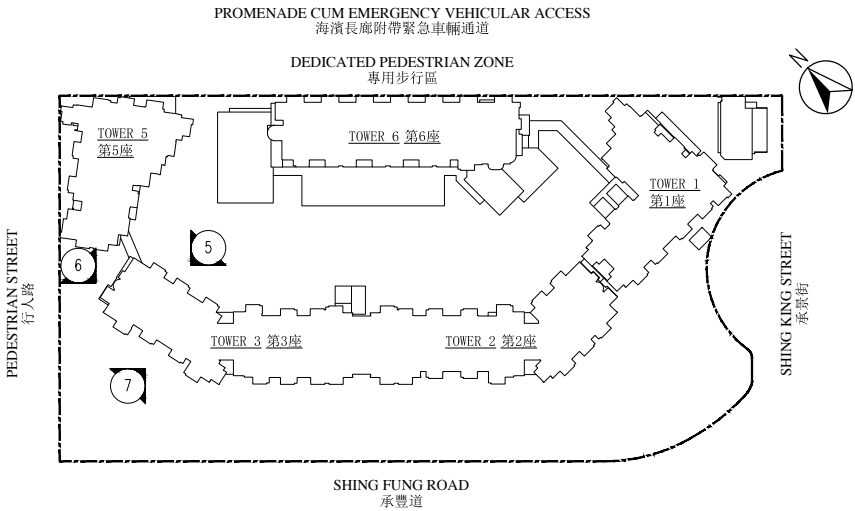 PROMENADE CUM EMERGENCY VEHICULAR ACCESS
海濱長廊附帶緊急車輛通道
DEDICATED PEDESTRIAN ZONE
專用步行區
N
TOWER 5
第5座
TOWER 6 第6座
TOWER 1
第1座
5
6
PEDESTRIAN STREET
行人路
SHING KING STREET
承景街
TOWER 3 第3座
TOWER 2 第2座
7
SHING FUNG ROAD
承豐道